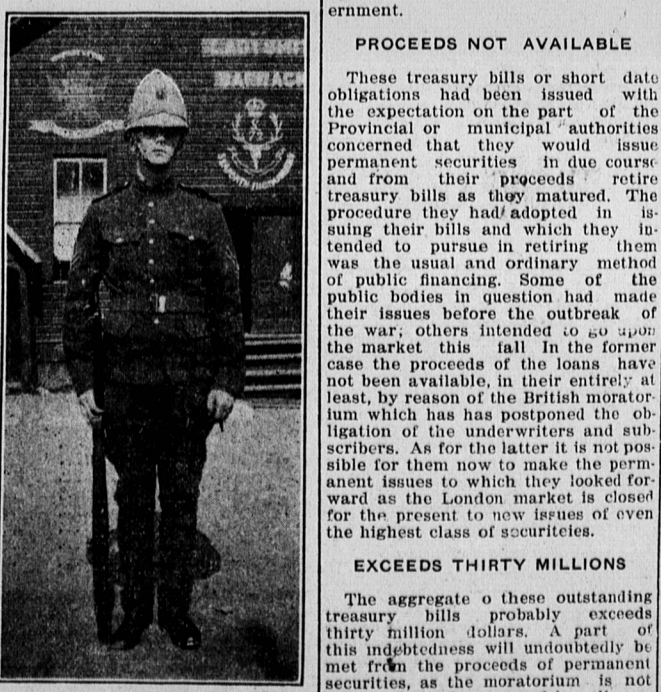 BARRACK
ernment.
PROCEEDS NOT AVAILABLE
These treasury bills or short date
obligations had been issued with
the expectation on the part of the
Provincial or municipal authorities
concerned that they would issue
permanent securities in due course
and from their proceeds retire
treasury bills as they matured. The
procedure they had adopted in is-
suing their bills and which they in-
tended to pursue in retiring them
was the usual and ordinary method
of public financing. Some of the
public bodies in question had made
their issues before the outbreak of
the war; others intended to go upon
the market this fall In the former
case the proceeds of the loans have
not been available, in their entirely at
least, by reason of the British morator-
ium which has has postponed the ob-
ligation of the underwriters and sub-
scribers. As for the latter it is not pos-
sible for them now to make the perm-
anent issues to which they looked for-
ward as the London market is closed
for the present to new issues of even
the highest class of securiteies.
EXCEEDS THIRTY MILLIONS
The aggregate o these outstanding
treasury bills probably exceeds
thirty million dollars. A part of
this indebtedness will undoubtedly be
met from the proceeds of permanent
securities, as the moratorium is not